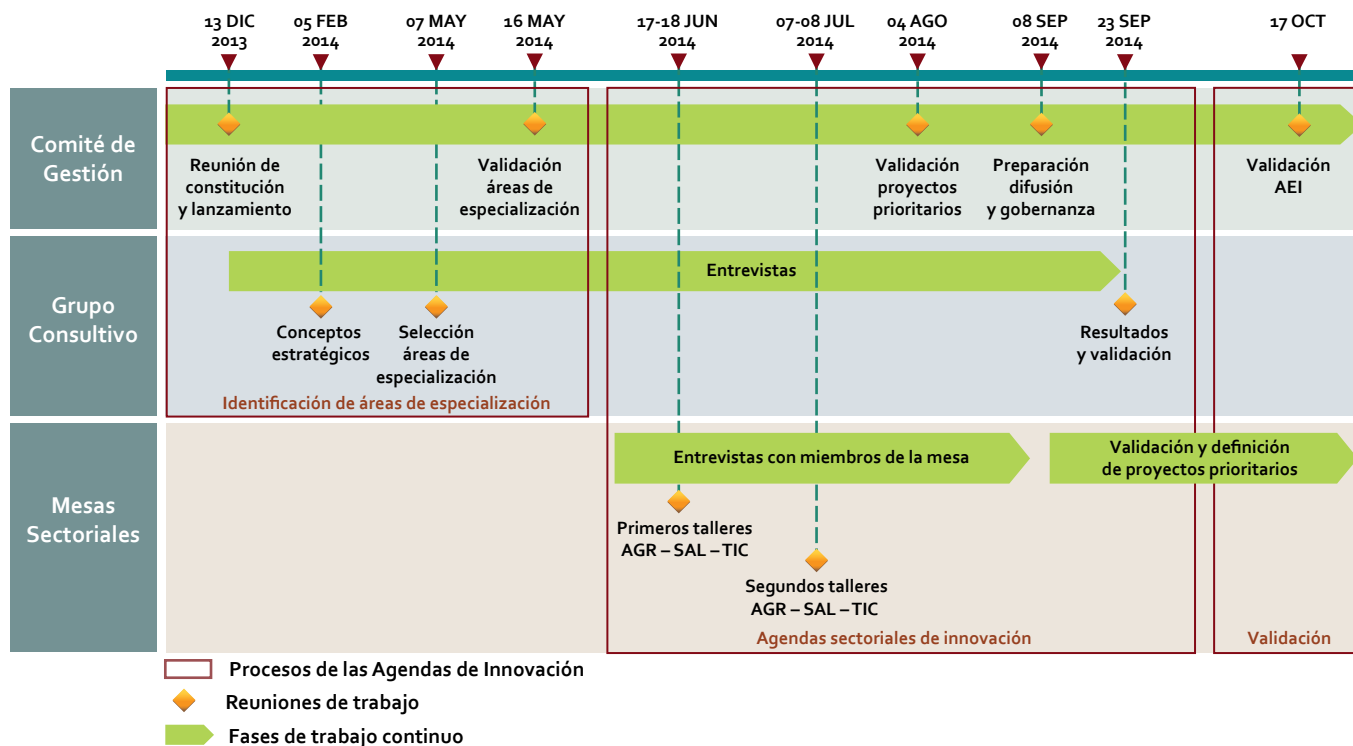 13 DIC
2013
05 FEB
2014
07 MAY
2014
16 MAY
2014
17-18 JUN
2014
07-08 JUL
2014
04 AGO
2014
08 SEP
2014
23 SEP
2014
17 OCT
Comité de
Gestión
Reunión de
constitución
y lanzamiento
Validación
áreas de
especialización
Validación
proyectos
prioritarios
Preparación
difusión
y gobernanza
Validación
AEI
Grupo
Consultivo
Entrevistas
Conceptos
estratégicos
Selección
áreas de
especialización
Resultados
y validación
Identificación de áreas de especialización
Mesas
Sectoriales
Entrevistas con miembros de la mesa
Validación y definición
de proyectos prioritarios
Primeros talleres
AGR – SAL – TIC
Segundos talleres
AGR – SAL – TIC
Agendas sectoriales de innovación
Validación
Procesos de las Agendas de Innovación
Reuniones de trabajo
Fases de trabajo continuo